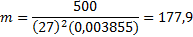 m = 500 / (27)²(0,003855) = 177,9